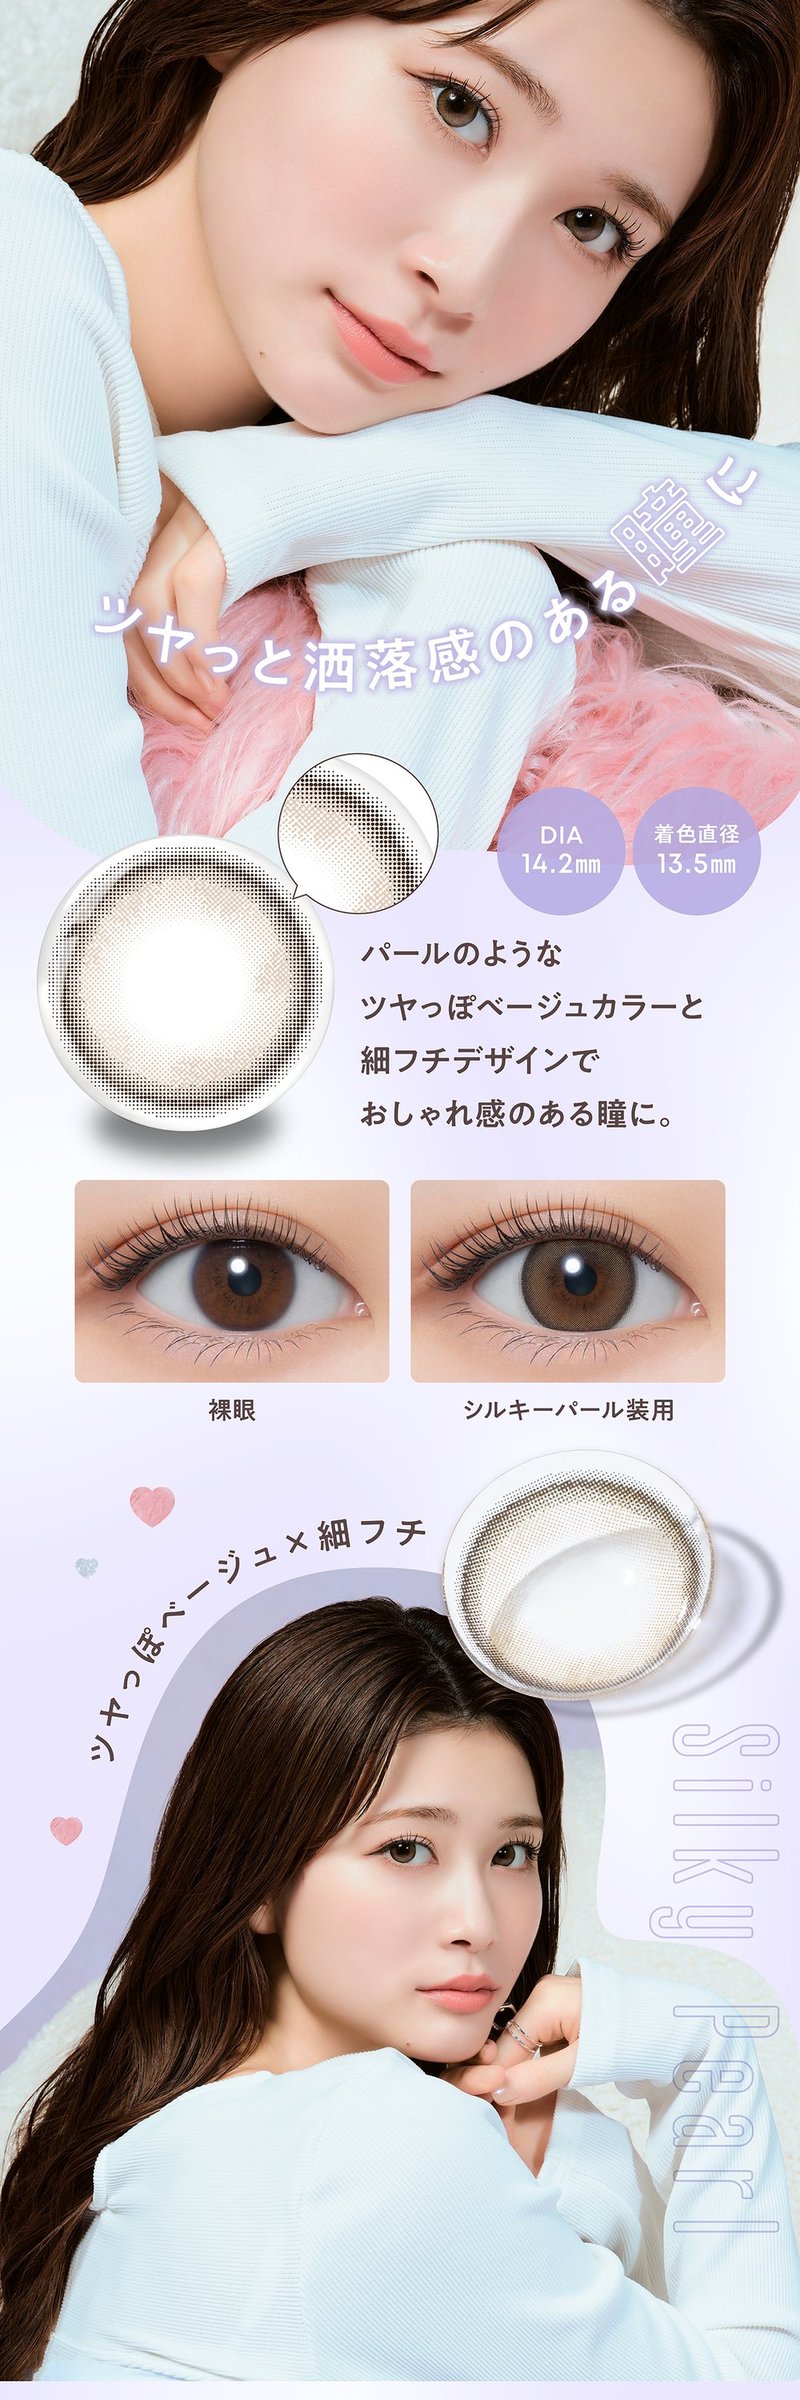 ツヤっと洒落感のある瞳に
DIA
14.2mm
着色直径
13.5mm
パールのような
ツヤっぽベージュカラーと
細フチデザインで
おしゃれ感のある瞳に。
裸眼
シルキーパール装用
ツヤっぽベージュ×細フチ
Silky Pearl